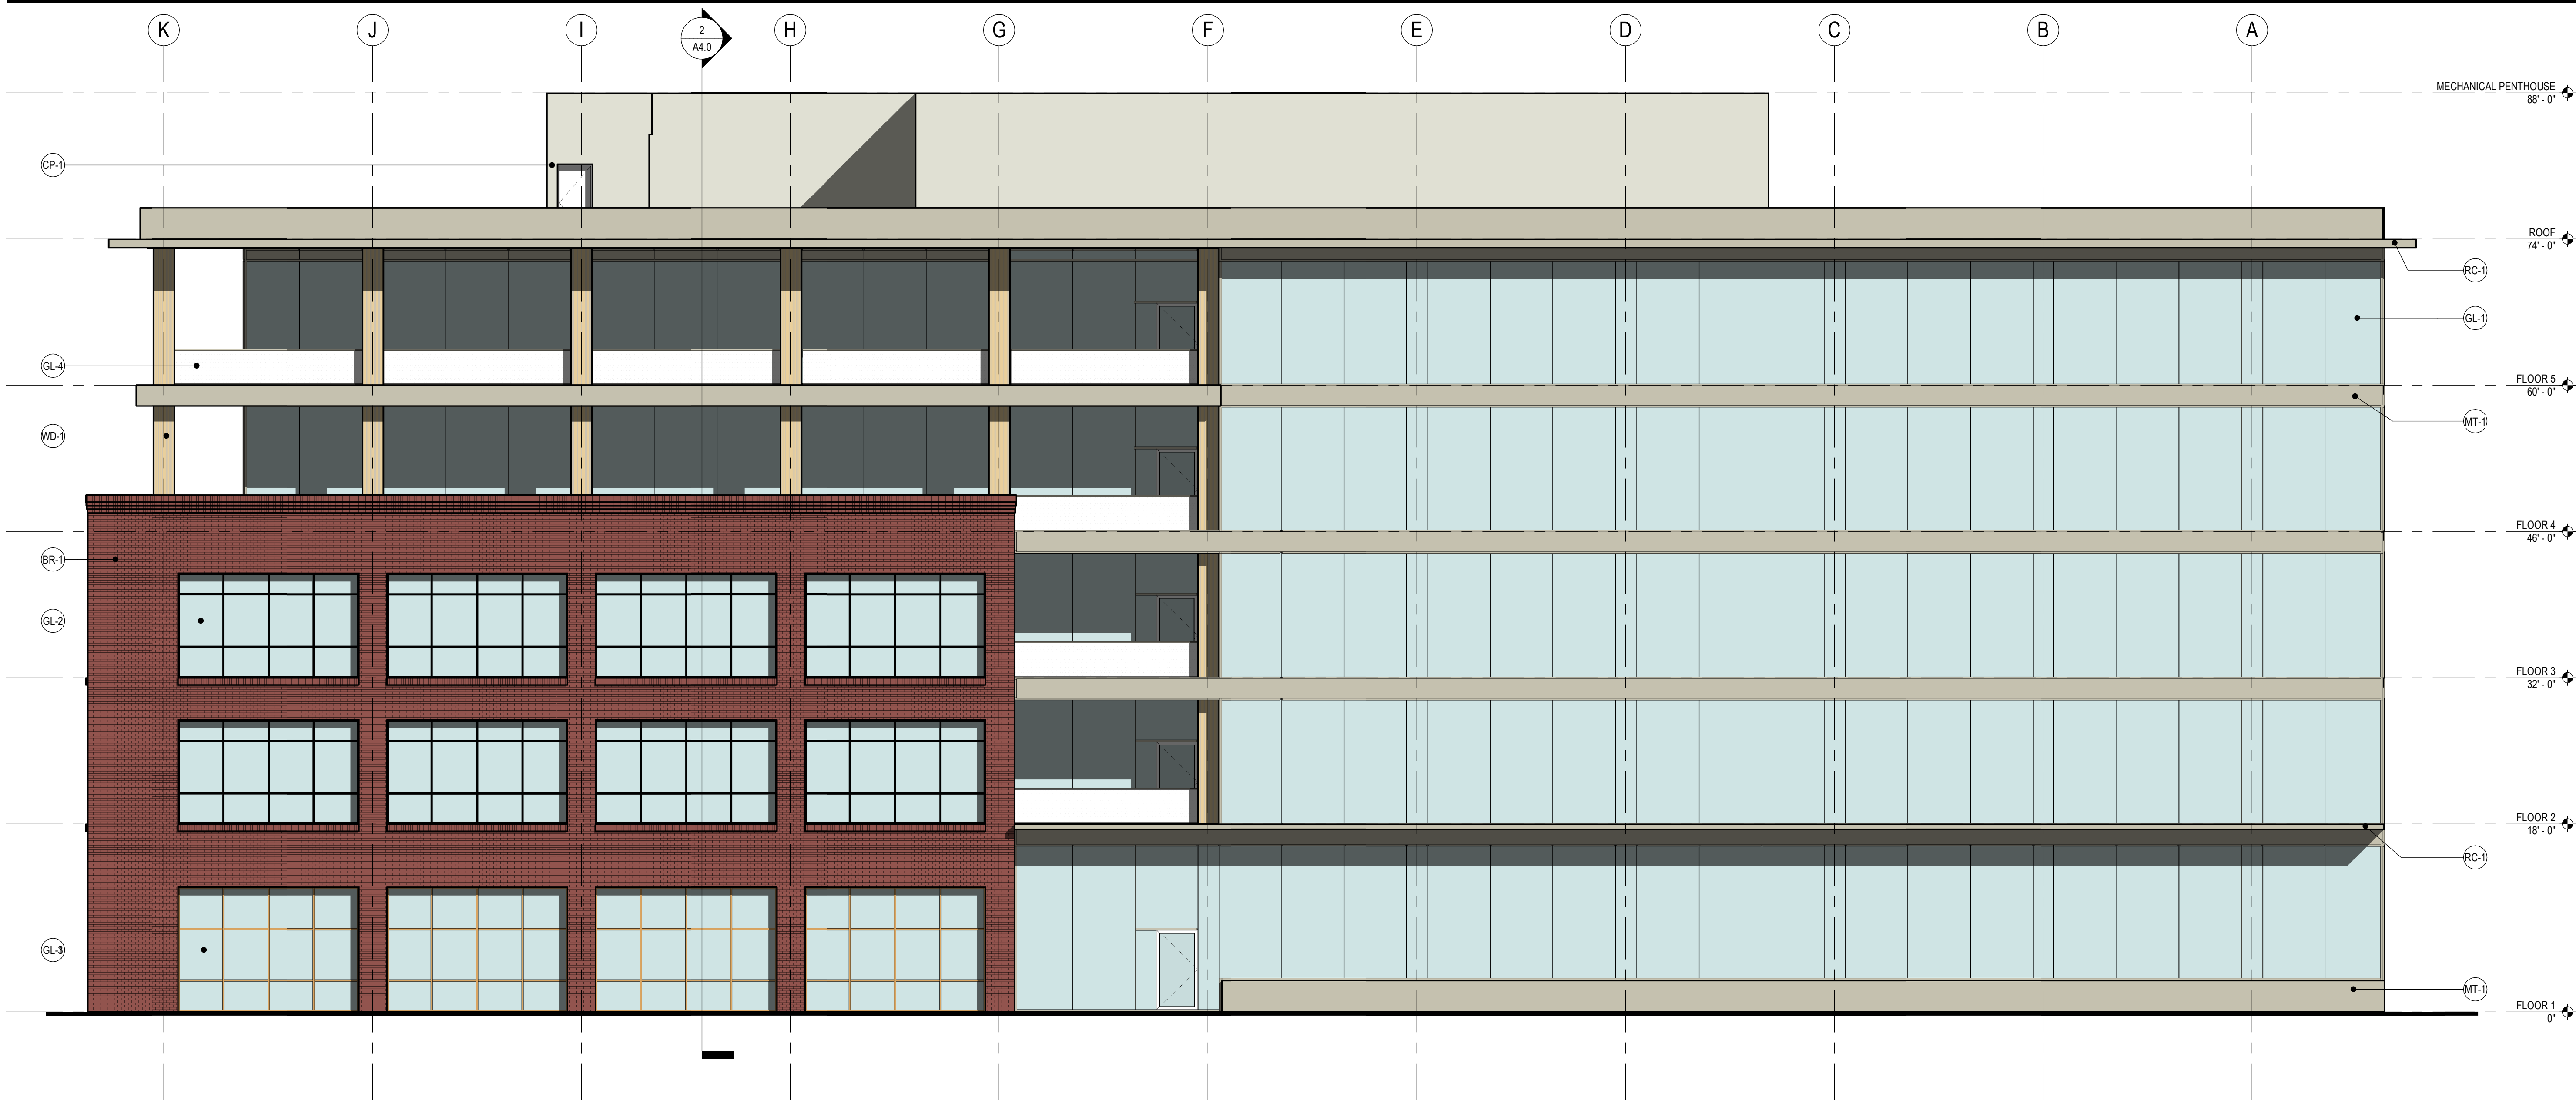 K
J
I
2
A4.0
H
G
F
E
D
C
B
A
MECHANICAL PENTHOUSE
88' - 0"
CP-1
ROOF
74' - 0"
RC-1
GL-1
GL-4
FLOOR 5
60' - 0"
MT-1
WD-1
FLOOR 4
46' - 0"
BR-1
GL-2
FLOOR 3
32' - 0"
FLOOR 2
18' - 0"
RC-1
GL-3
MT-1
FLOOR 1
0"